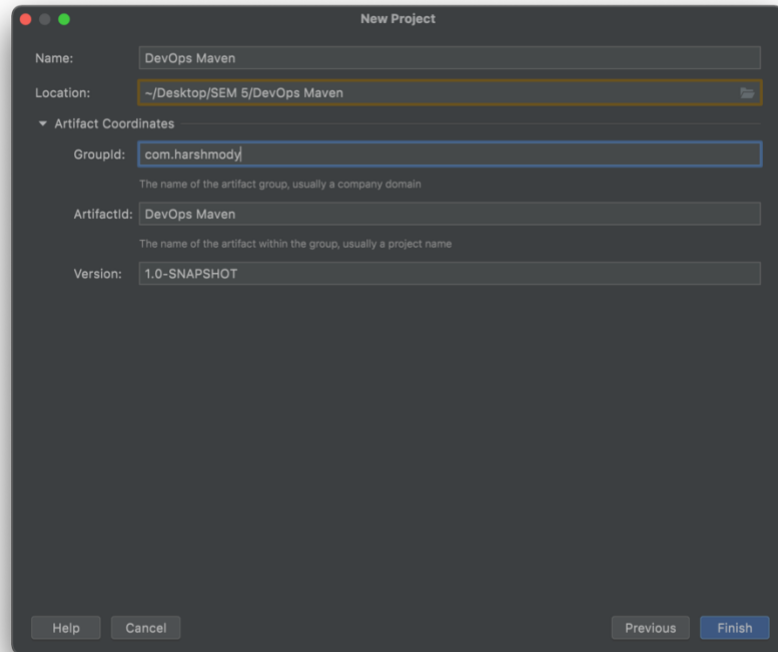 New Project
Name: DevOps Maven
Location: ~/Desktop/SEM 5/DevOps Maven
Artifact Coordinates
GroupId: com.harshmody
The name of the artifact group, usually a company domain
ArtifactId: DevOps Maven
The name of the artifact within the group, usually a project name
Version: 1.0-SNAPSHOT
Help Cancel Previous Finish